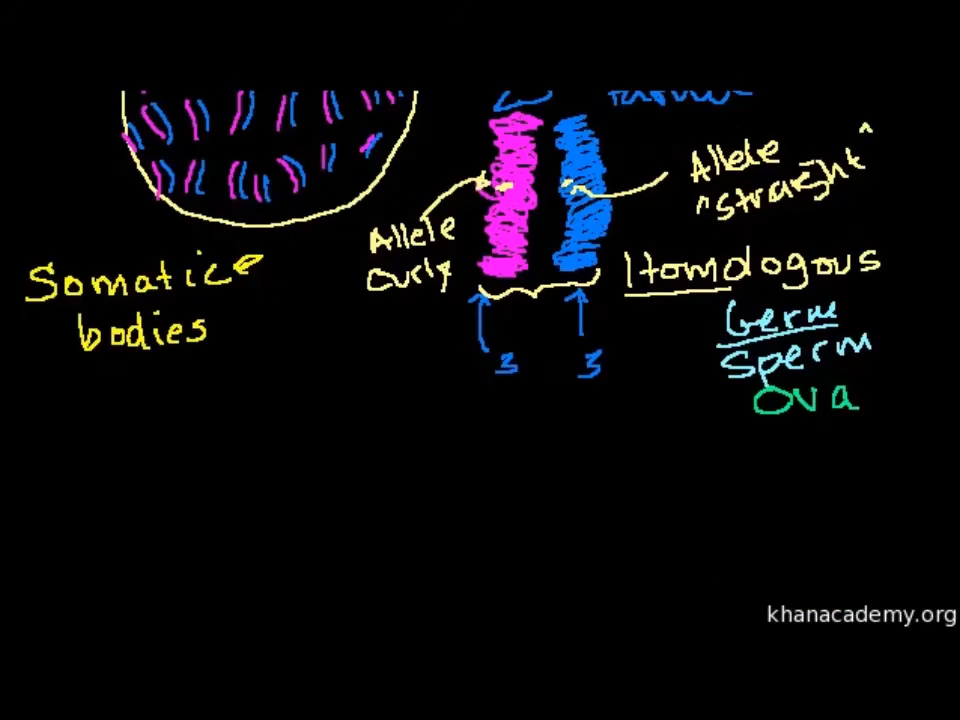 Allele
"straight"
Allele
curly
Homologous
Somatic
bodies
Germ
Sperm
Ova
3 3
khanacademy.org